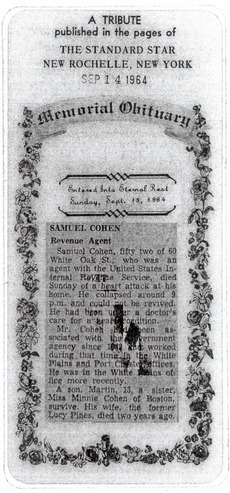 A TRIBUTE
published in the pages of
THE STANDARD STAR
NEW ROCHELLE, NEW YORK
SEP 14 1964
Memorial Obituary
Entered Into Eternal Rest
Sunday, Sept. 13, 1964
SAMUEL COHEN
Revenue Agent
Samuel Cohen, fifty two of 60
White Oak St., who was an
agent with the United States In-
ternal Service, died
Sunday of a heart attack at his
home. He collapsed around 9
p.m. and could not be revived.
He had been under a doctor's
care for a condition.
Mr. Cohen had been as-
sociated with the
agency since worked
during that time in the White
Plains and Port offices.
He was in the White Plains of-
fice more recently.
A son, Martin, 13, a sister,
Miss Minnie Cohen of Boston,
survive. His wife, the former
Lucy Pines, died two years ago.